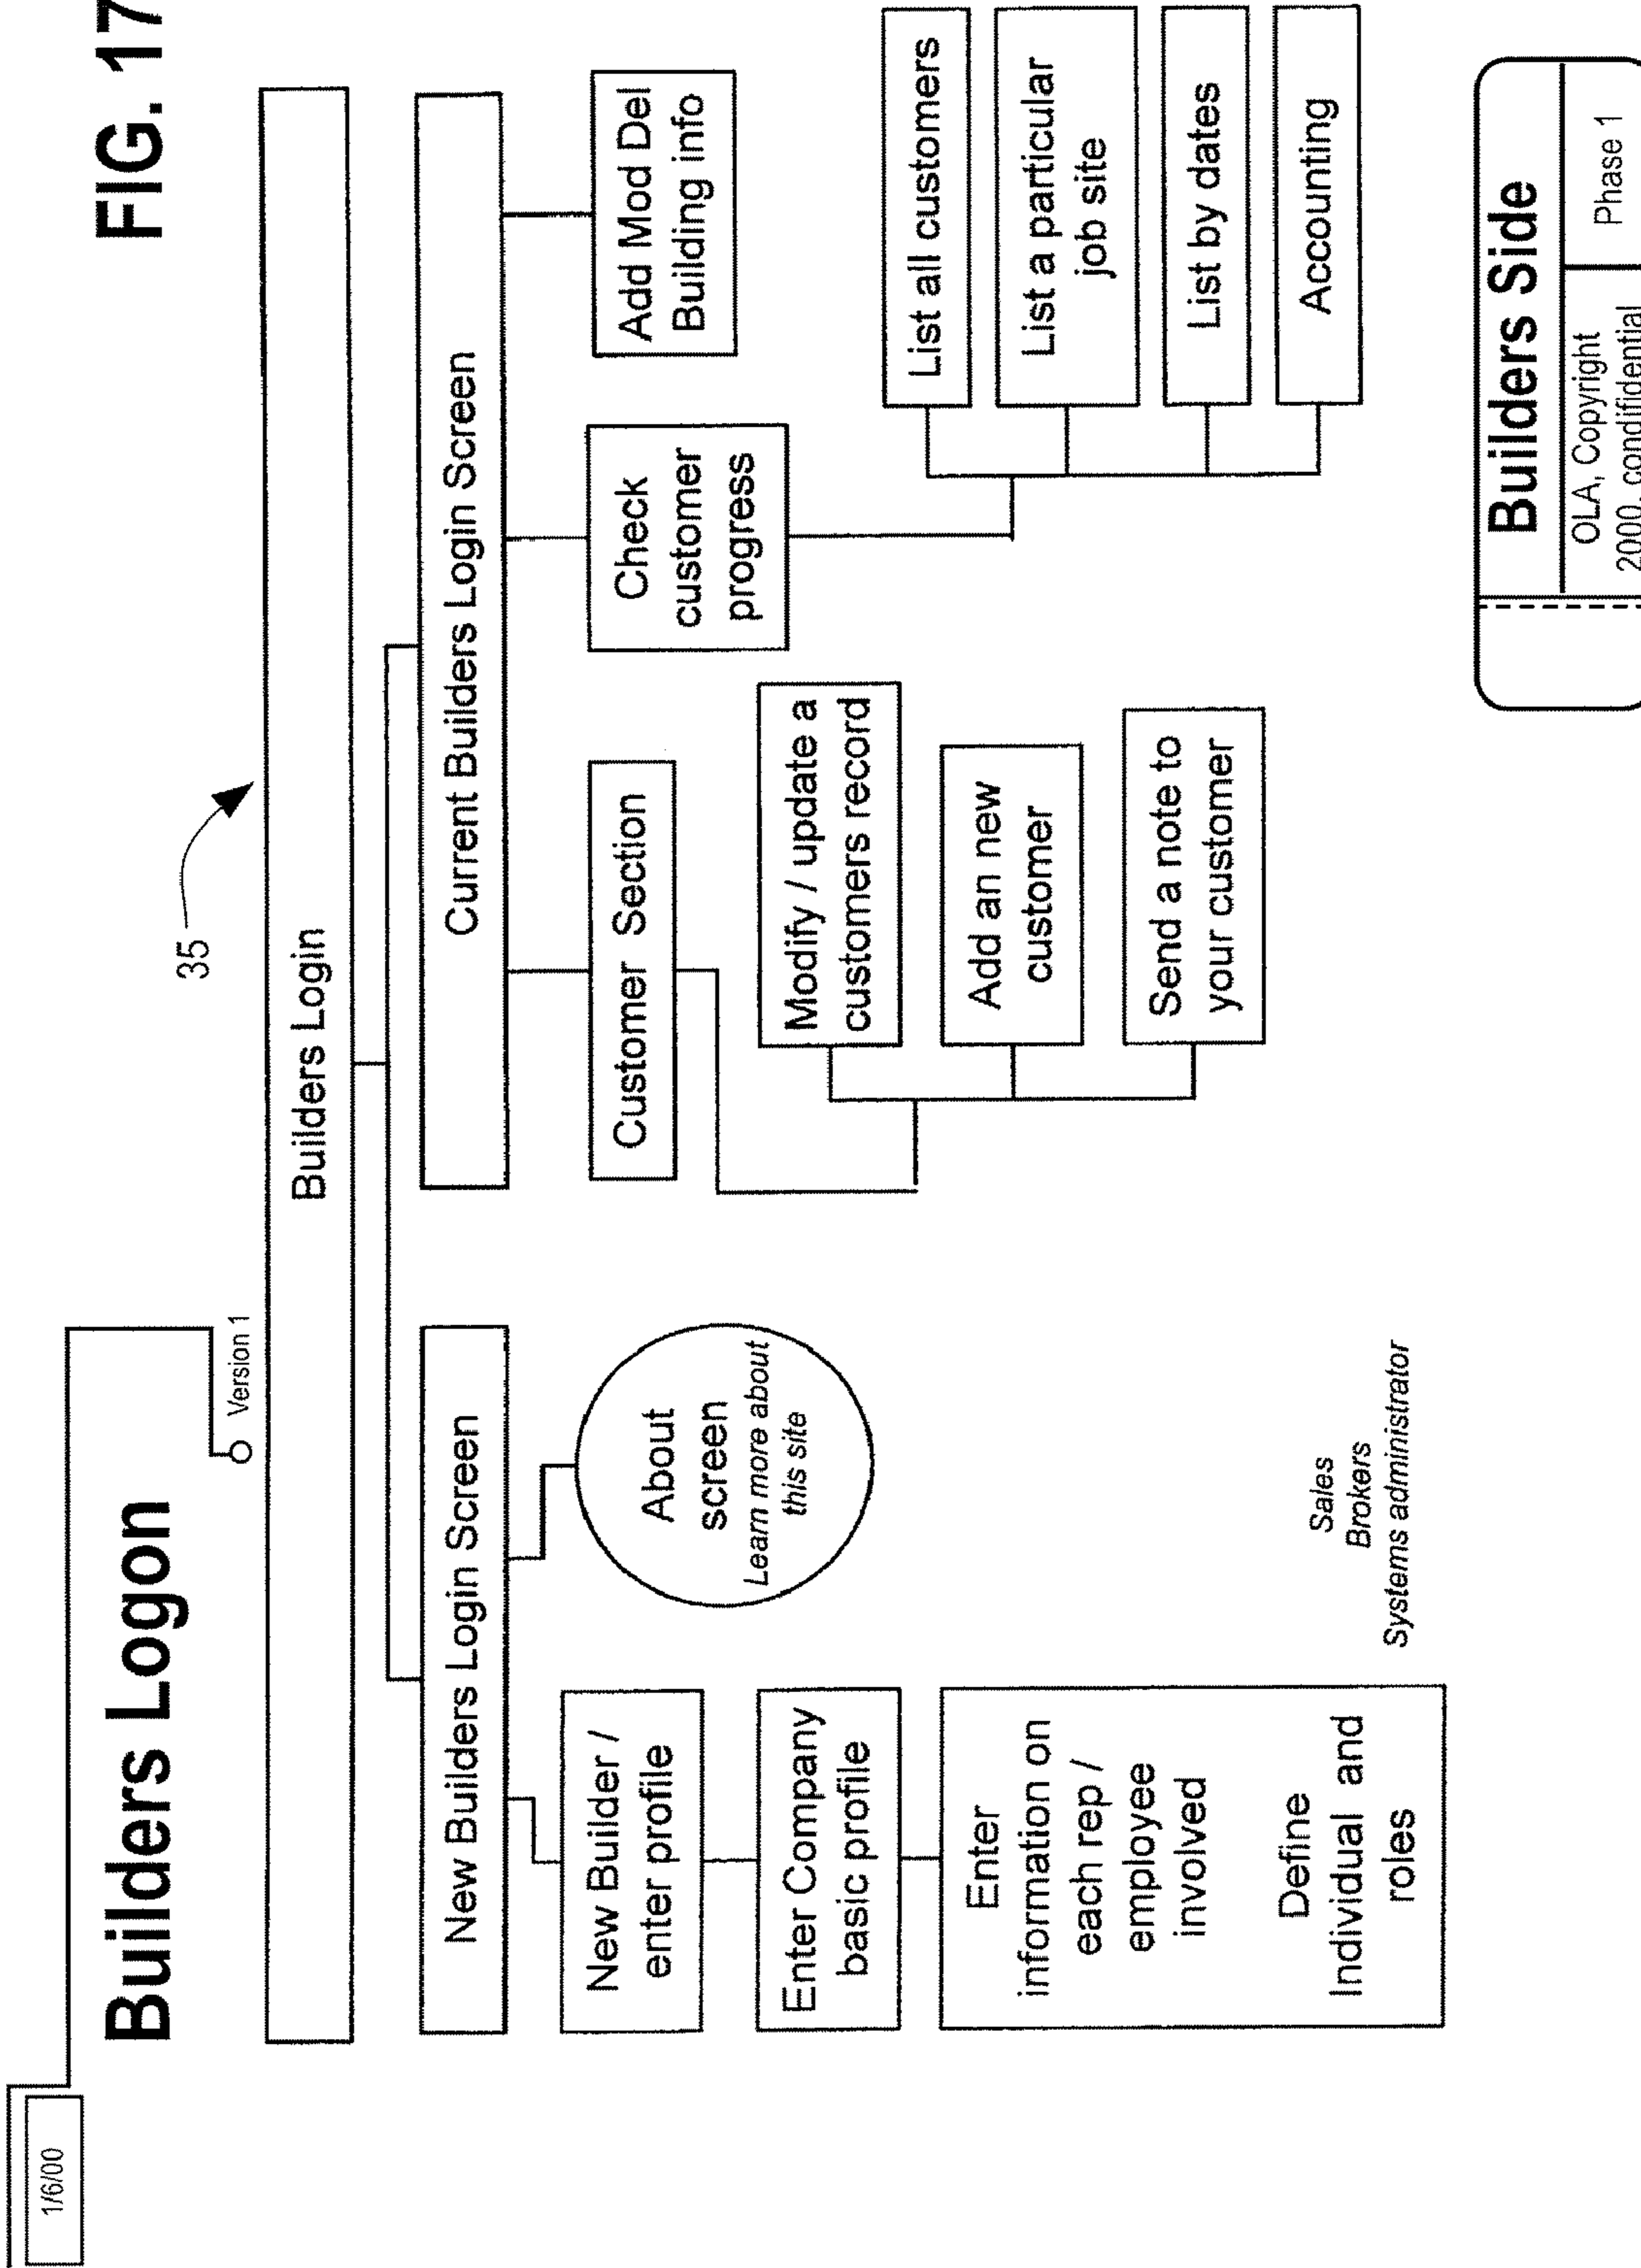 1/6/00
Builders Logon
FIG. 17
Version 1
35
Builders Login
New Builders Login Screen
Current Builders Login Screen
New Builder /
enter profile
About
screen
Learn more about
this site
Customer Section
Check
customer
progress
Add Mod Del
Building info
Enter Company
basic profile
Modify / update a
customers record
Add an new
customer
Send a note to
your customer
List all customers
List a particular
job site
List by dates
Accounting
Enter
information on
each rep /
employee
involved
Define
Individual and
roles
Sales
Brokers
Systems administrator
Builders Side
OLA, Copyright
2000, condifidential
Phase 1